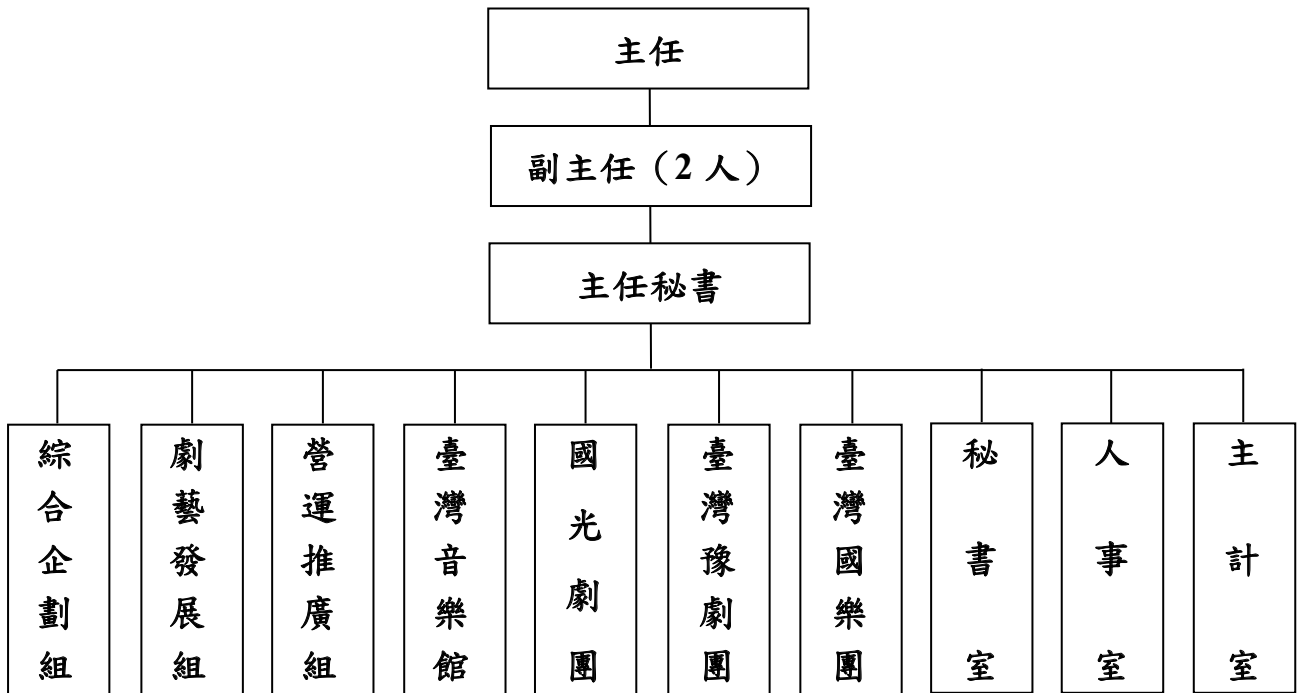 主任
副主任（2 人）
主任秘書
綜合企劃組
劇藝發展組
營運推廣組
臺灣音樂館
國光劇團
臺灣豫劇團
臺灣國樂團
秘書室
人事室
主計室